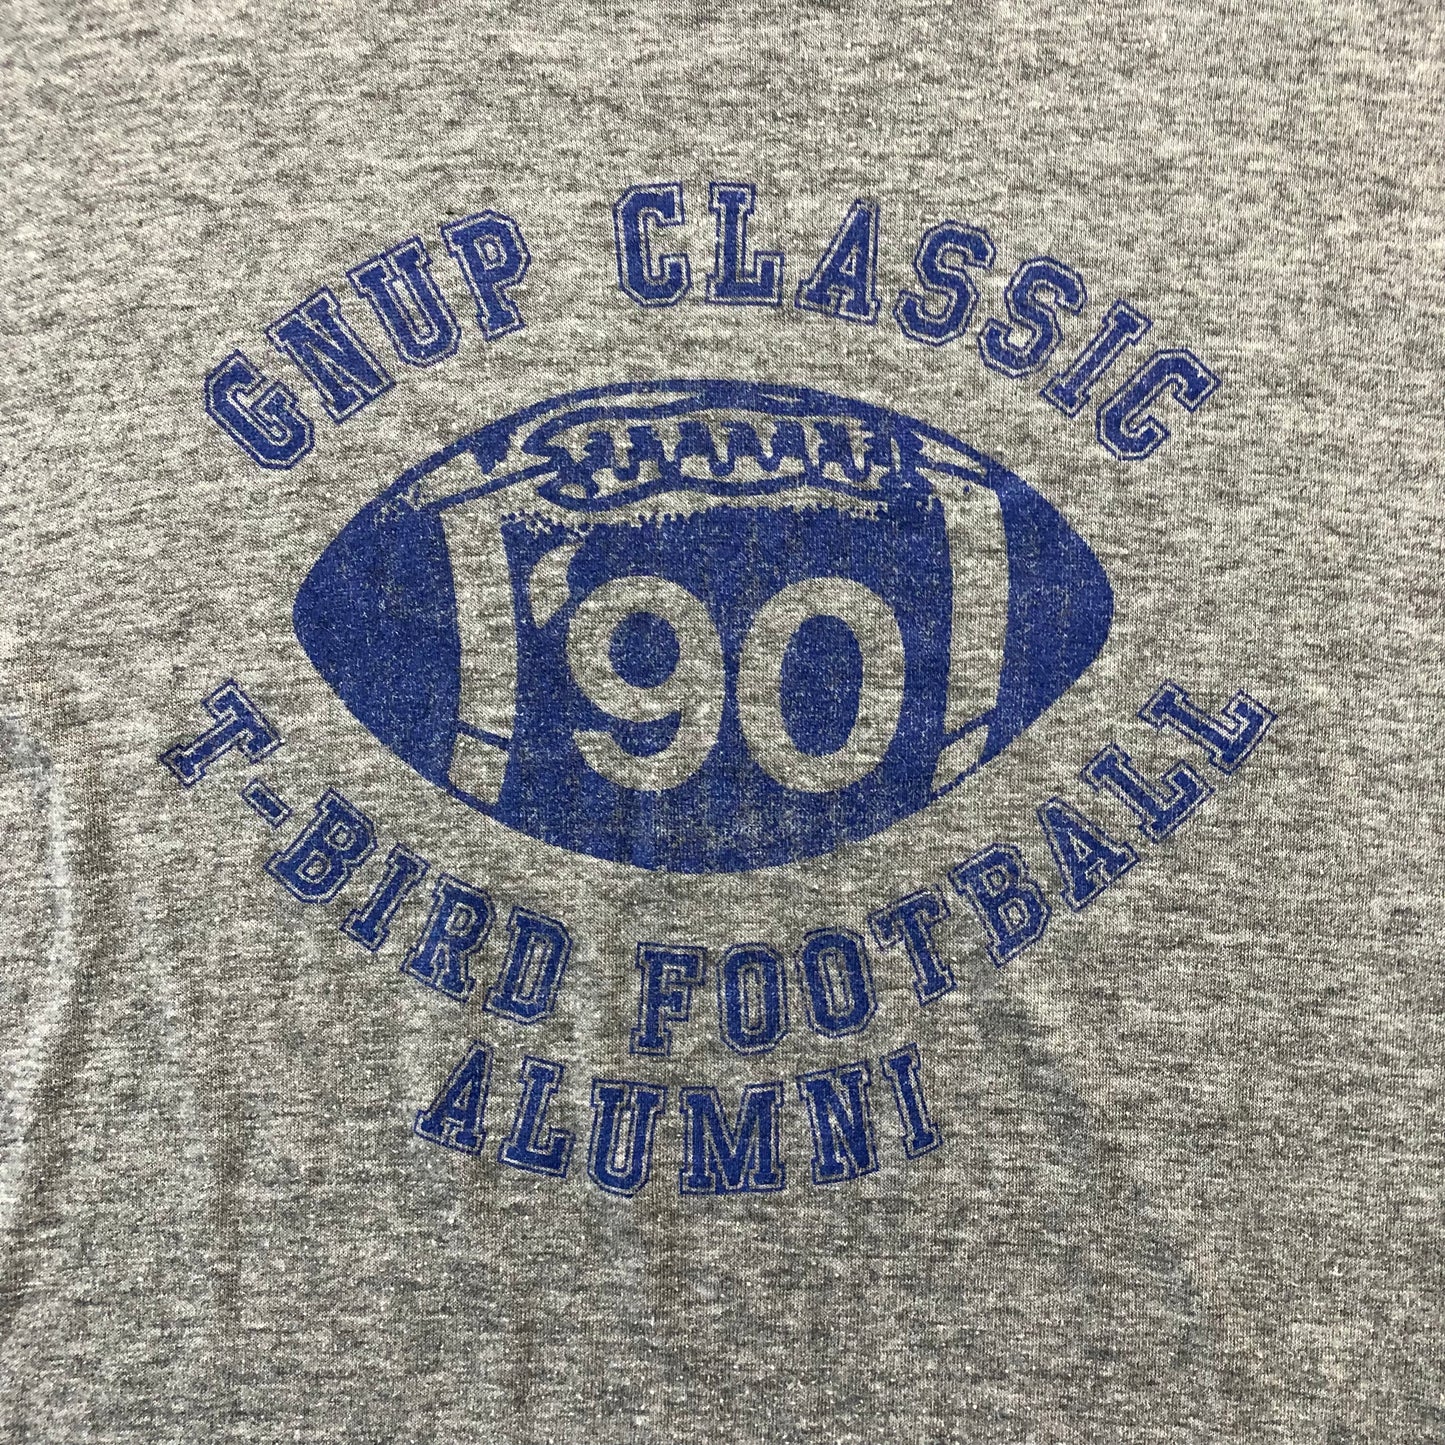 GNUP CLASSIC
'90
T-BIRD FOOTBALL
ALUMNI